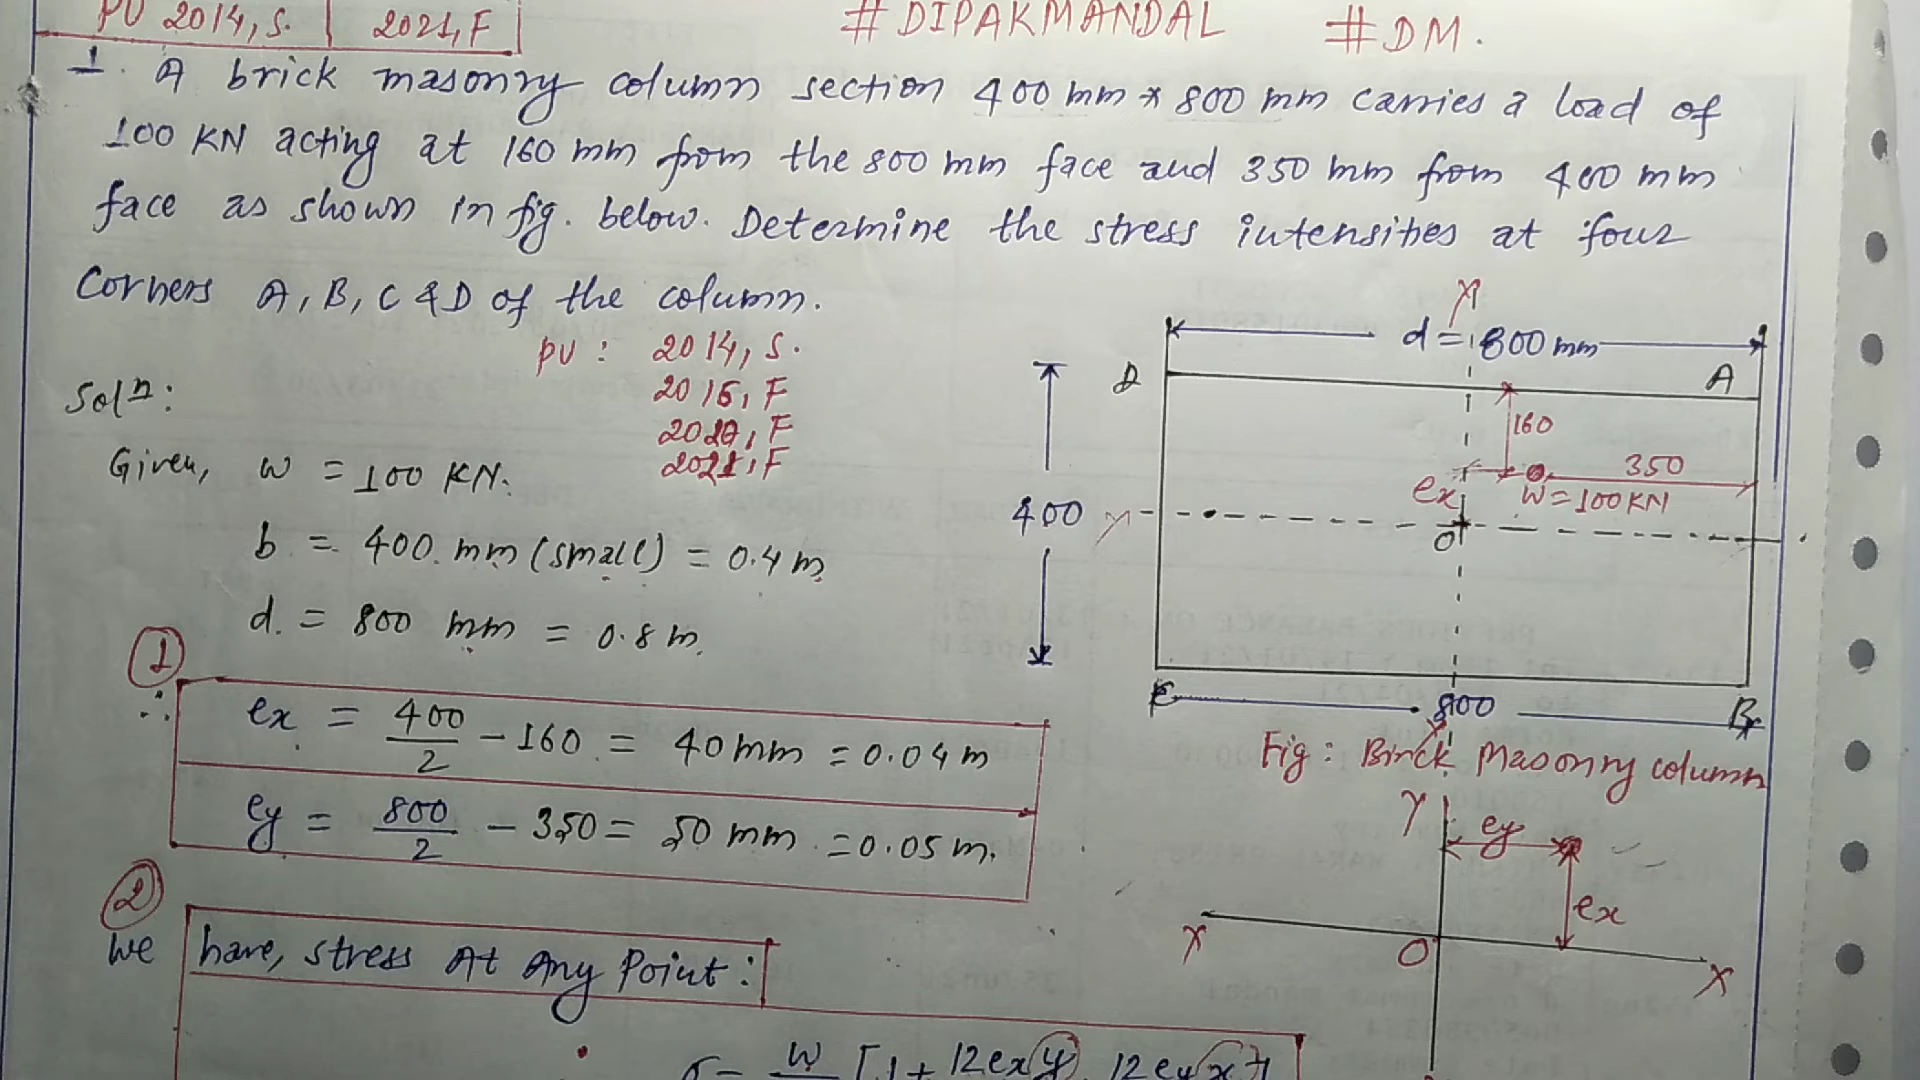 PU 2014, S. | 2021, F
#DIPAKMANDAL #DM.
1. A brick masonry column section 400 mm * 800 mm carries a load of
100 KN acting at 160 mm from the 800 mm face and 350 mm from 400 mm
face as shown in fig. below. Determine the stress intensities at four
Corners A, B, C & D of the column.
PU : 2014, S.
2015, F
2021, F
Solⁿ:
Given, W = 100 KN.
b = 400 mm (small) = 0.4 m
d. = 800 mm = 0.8 m.
1
∴ ex = 400/2 - 160 = 40 mm = 0.04 m
ey = 800/2 - 350 = 50 mm = 0.05 m.
2
We have, stress At Any Point:
Y
d = 800 mm
D A
160
350
ex W = 100 KN
400
O
800 B
Fig : Brick Masonry column
Y ey
ex
X O X